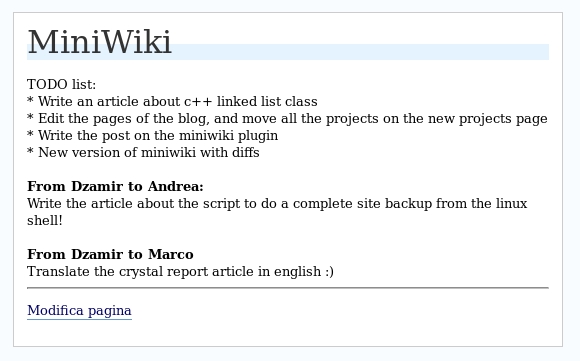 MiniWiki
TODO list:
* Write an article about c++ linked list class
* Edit the pages of the blog, and move all the projects on the new projects page
* Write the post on the miniwiki plugin
* New version of miniwiki with diffs
From Dzamir to Andrea:
Write the article about the script to do a complete site backup from the linux
shell!
From Dzamir to Marco
Translate the crystal report article in english :)
Modifica pagina